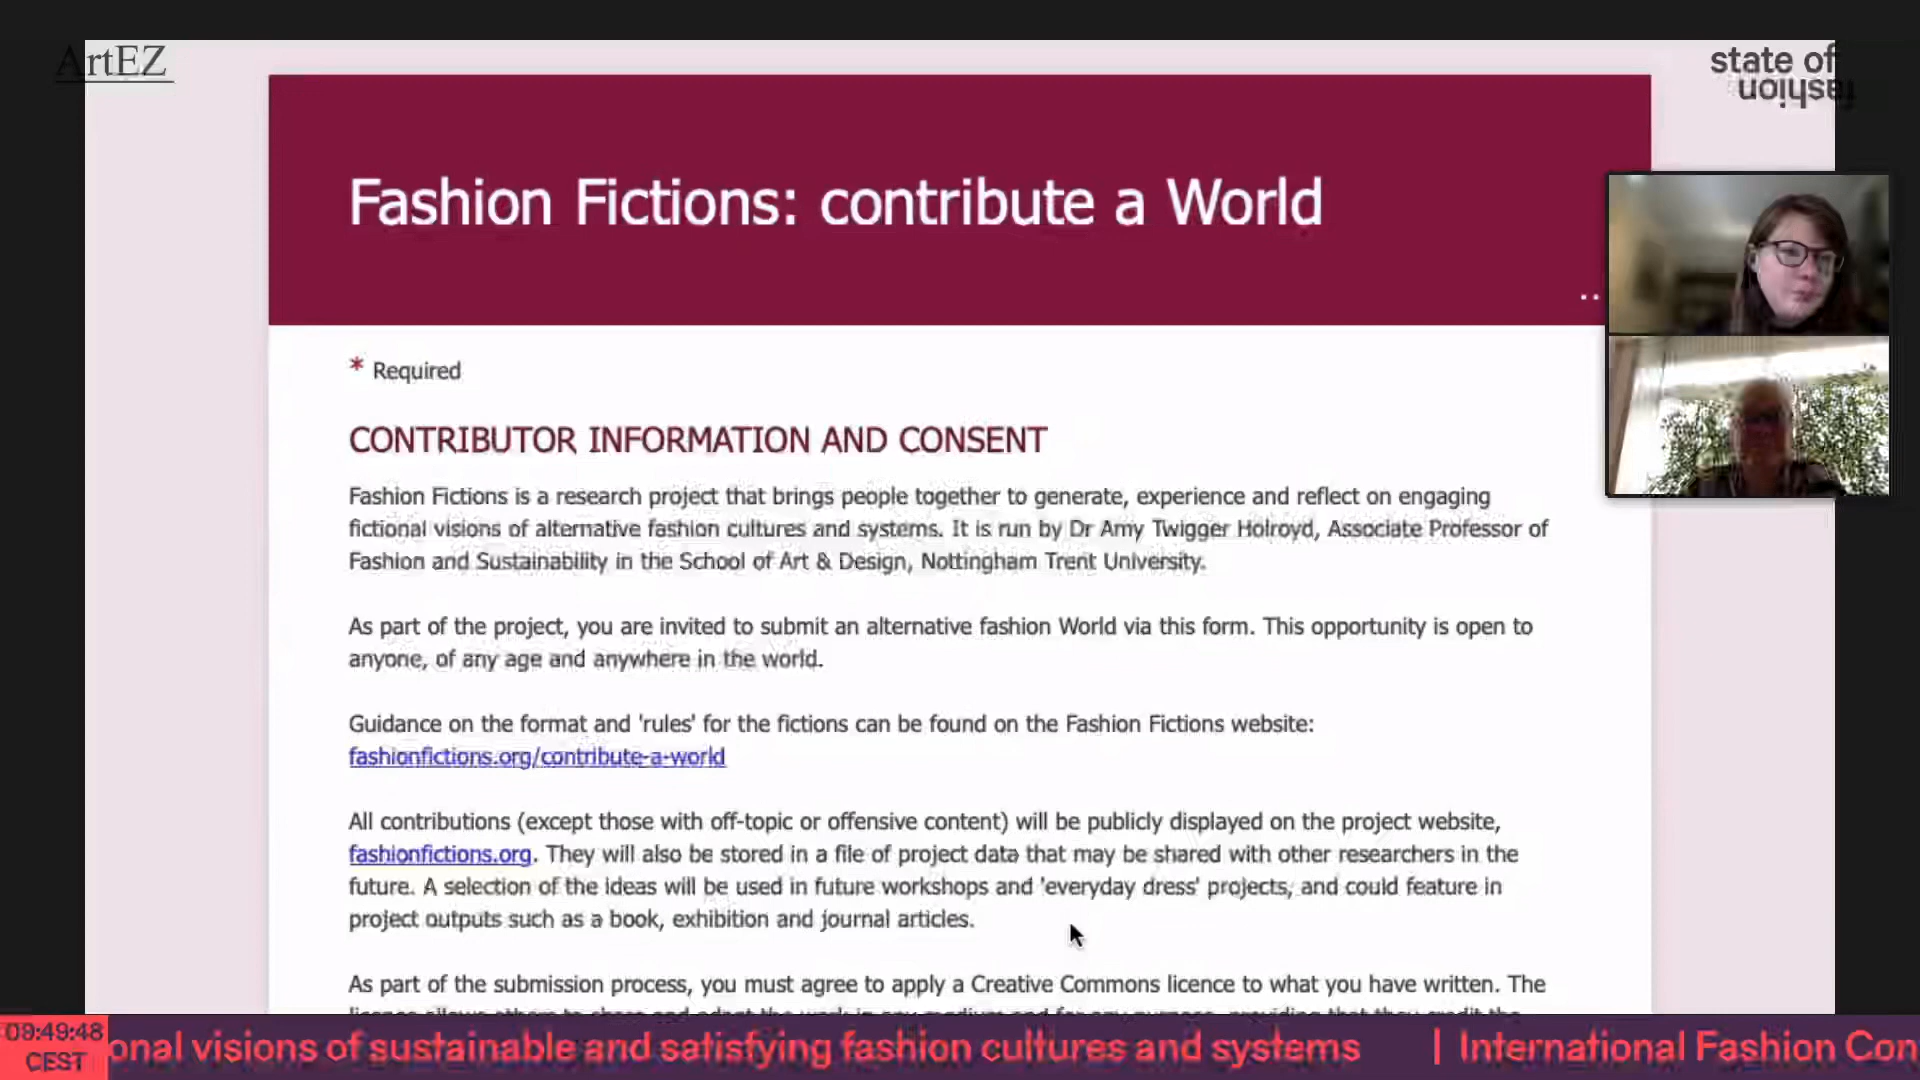 ArtEZ
state of
fashion
Fashion Fictions: contribute a World
* Required
CONTRIBUTOR INFORMATION AND CONSENT
Fashion Fictions is a research project that brings people together to generate, experience and reflect on engaging
fictional visions of alternative fashion cultures and systems. It is run by Dr Amy Twigger Holroyd, Associate Professor of
Fashion and Sustainability in the School of Art & Design, Nottingham Trent University.
As part of the project, you are invited to submit an alternative fashion World via this form. This opportunity is open to
anyone, of any age and anywhere in the world.
Guidance on the format and 'rules' for the fictions can be found on the Fashion Fictions website:
fashionfictions.org/contribute-a-world
All contributions (except those with off-topic or offensive content) will be publicly displayed on the project website,
fashionfictions.org. They will also be stored in a file of project data that may be shared with other researchers in the
future. A selection of the ideas will be used in future workshops and 'everyday dress' projects, and could feature in
project outputs such as a book, exhibition and journal articles.
As part of the submission process, you must agree to apply a Creative Commons licence to what you have written. The
09:49:48
CEST
onal visions of sustainable and satisfying fashion cultures and systems | International Fashion Con